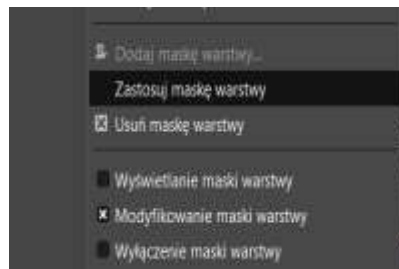 Dodaj maskę warstwy...
Zastosuj maskę warstwy
Usuń maskę warstwy
Wyświetlanie maski warstwy
Modyfikowanie maski warstwy
Wyłączenie maski warstwy